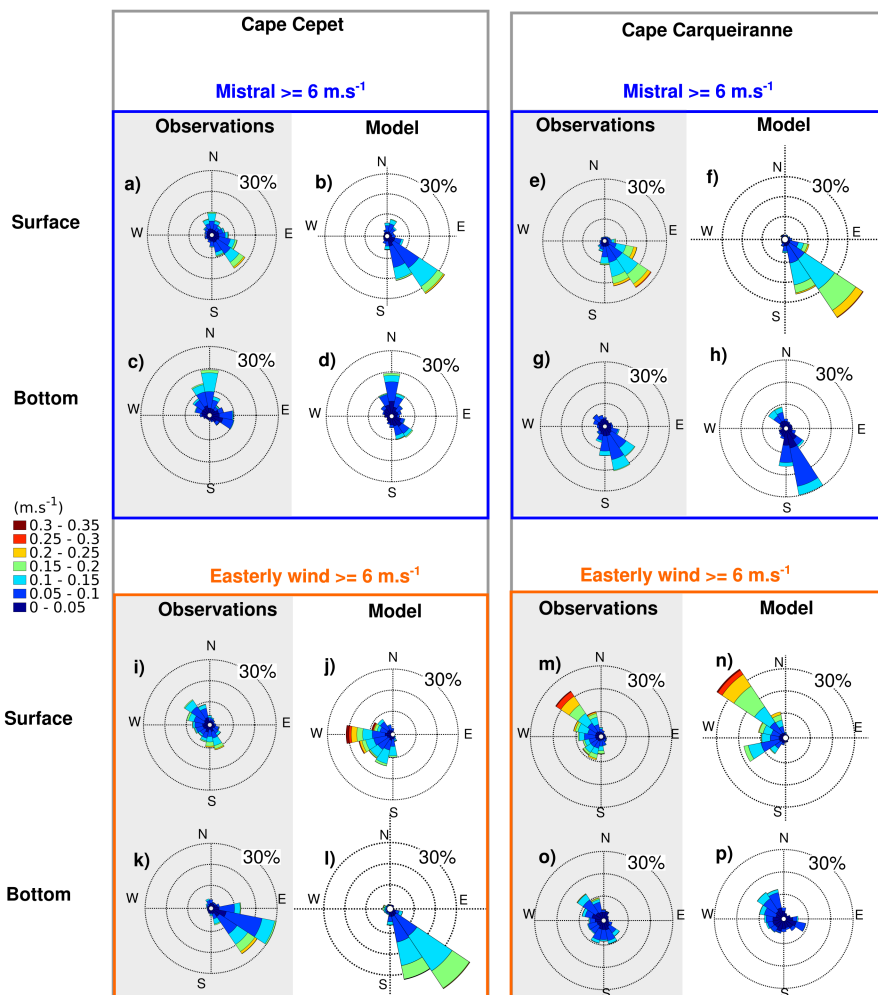 Cape Cepet
Cape Carqueiranne
Mistral >= 6 m.s-1
Mistral >= 6 m.s-1
Observations
Model
Observations
Model
Surface
a)
N
30%
W
E
S
b)
N
30%
W
E
S
e)
N
30%
W
E
S
f)
N
30%
W
E
S
Bottom
c)
N
30%
W
E
S
d)
N
30%
W
E
S
g)
N
30%
W
E
S
h)
N
30%
W
E
S
(m.s-1)
0.3 - 0.35
0.25 - 0.3
0.2 - 0.25
0.15 - 0.2
0.1 - 0.15
0.05 - 0.1
0 - 0.05
Easterly wind >= 6 m.s-1
Easterly wind >= 6 m.s-1
Observations
Model
Observations
Model
Surface
i)
N
30%
W
E
S
j)
N
30%
W
E
S
m)
N
30%
W
E
S
n)
N
30%
W
E
S
Bottom
k)
N
30%
W
E
S
l)
N
30%
W
E
S
o)
N
30%
W
E
S
p)
N
30%
W
E
S